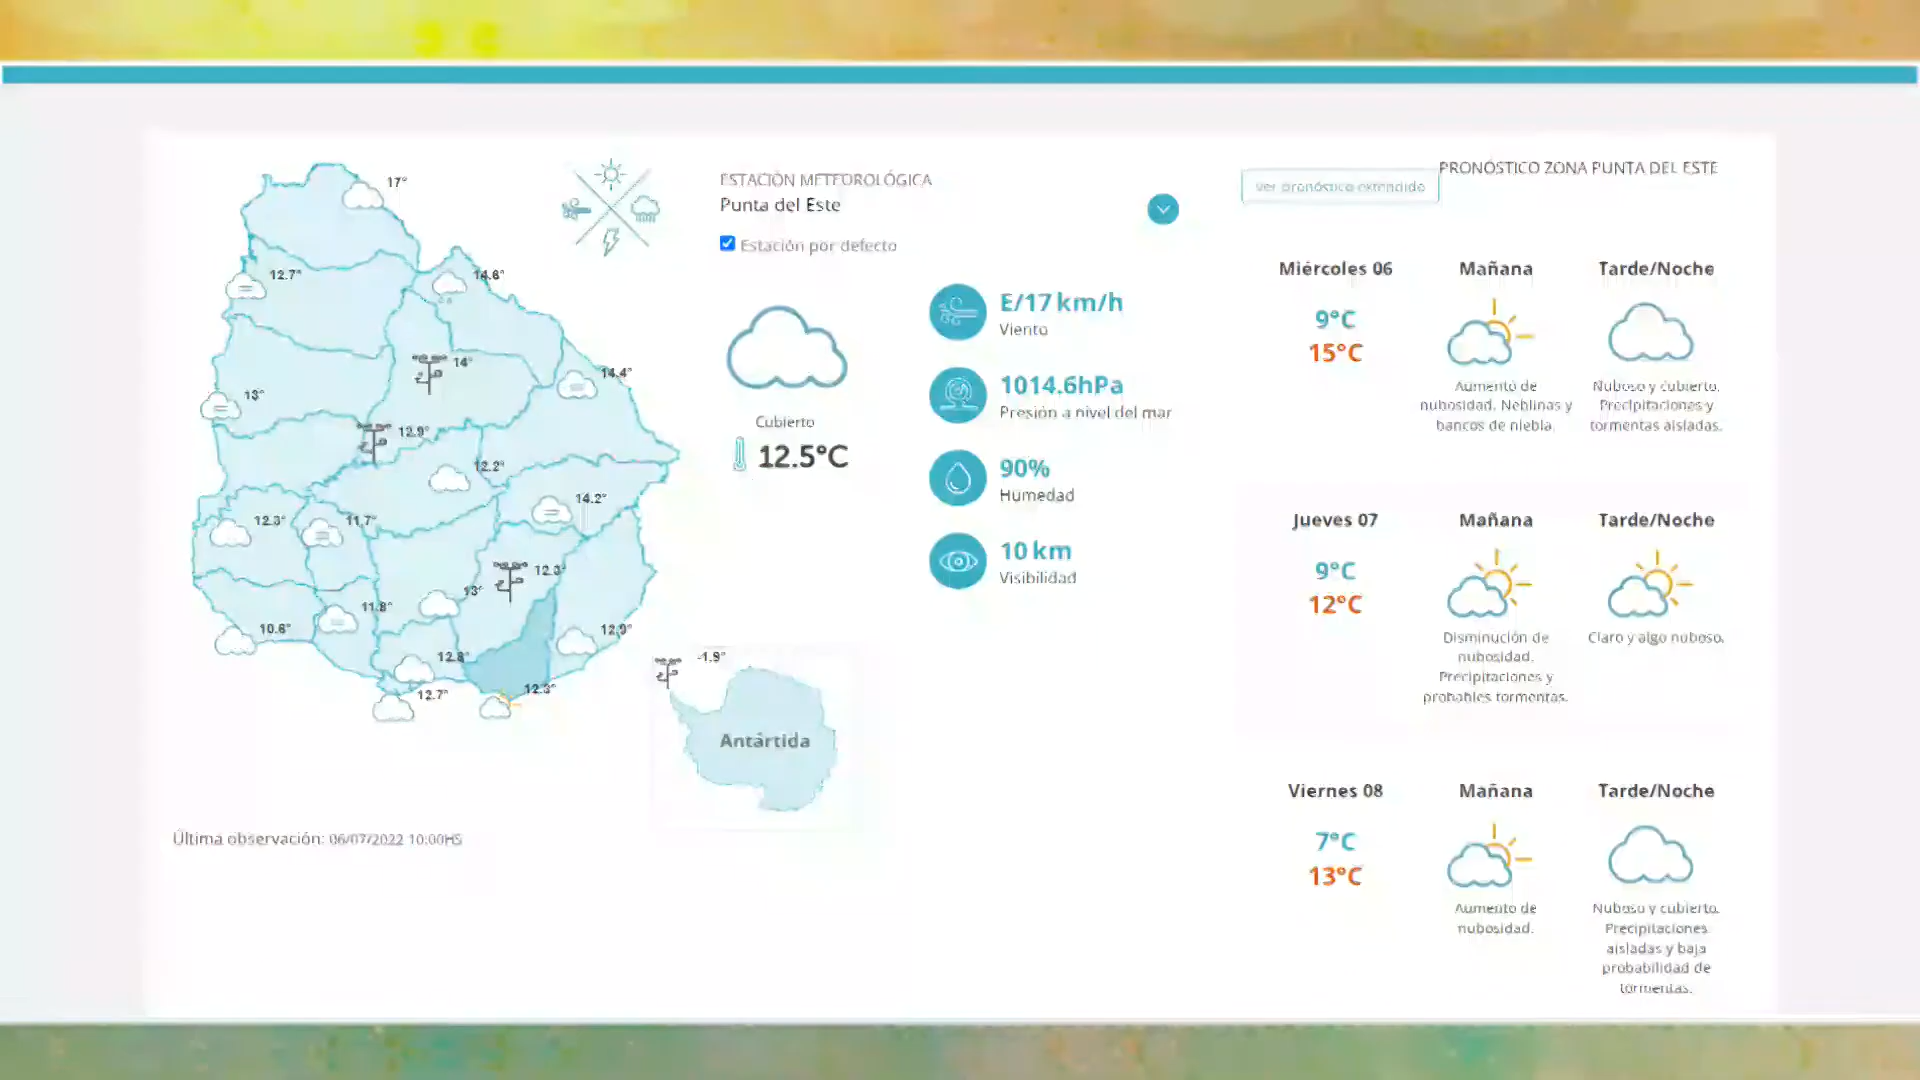 17°
12.7°
14.6°
14°
14.4°
13°
12.9°
12.2°
14.2°
12.3°
11.7°
12.3°
13°
11.8°
10.6°
12.9°
12.8°
12.7°
12.3°
-1.9°
Antártida
Última observación: 06/07/2022 10:00HS
ESTACIÓN METEOROLÓGICA
Punta del Este
Estación por defecto
Cubierto
12.5°C
E/17 km/h
Viento
1014.6hPa
Presión a nivel del mar
90%
Humedad
10 km
Visibilidad
Ver pronóstico extendido
PRONÓSTICO ZONA PUNTA DEL ESTE
Miércoles 06
9°C
15°C
Mañana
Aumento de
nubosidad. Neblinas y
bancos de niebla.
Tarde/Noche
Nuboso y cubierto.
Precipitaciones y
tormentas aisladas.
Jueves 07
9°C
12°C
Mañana
Disminución de
nubosidad.
Precipitaciones y
probables tormentas.
Tarde/Noche
Claro y algo nuboso.
Viernes 08
7°C
13°C
Mañana
Aumento de
nubosidad.
Tarde/Noche
Nuboso y cubierto.
Precipitaciones
aisladas y baja
probabilidad de
tormentas.